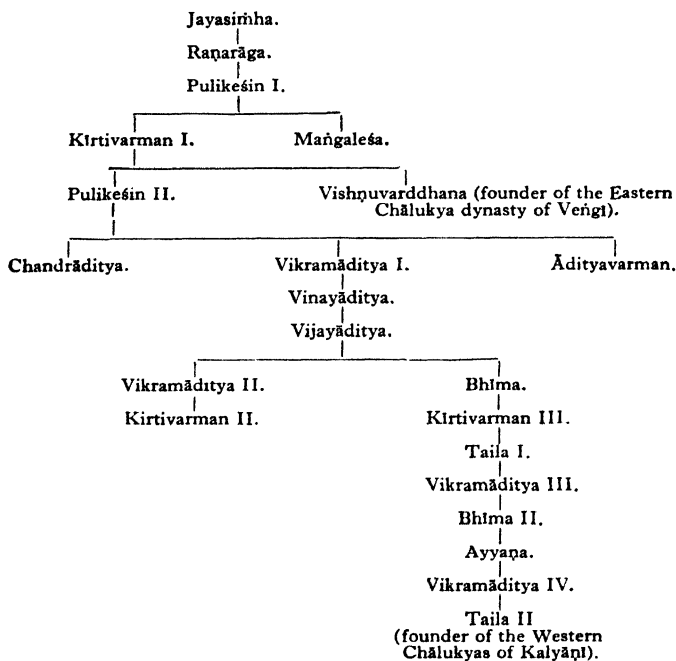 Jayasiṁha.
Raṇarāga.
Pulikeśin I.
Kīrtivarman I. Maṅgaleśa.
Pulikeśin II. Vishṇuvarddhana (founder of the Eastern
Chālukya dynasty of Veṅgī).
Chandrāditya. Vikramāditya I. Ādityavarman.
Vinayāditya.
Vijayāditya.
Vikramāditya II. Bhīma.
Kirtivarman II. Kīrtivarman III.
Taila I.
Vikramāditya III.
Bhīma II.
Ayyaṇa.
Vikramāditya IV.
Taila II
(founder of the Western
Chālukyas of Kalyāṇī).